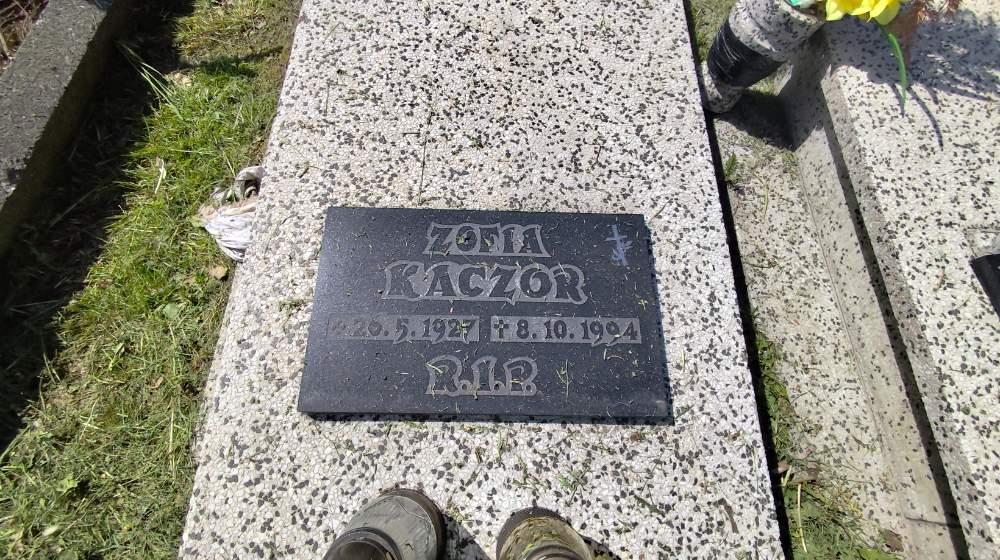 ZOFIA
KACZOR
* 26.5.1927 ✝ 8.10.1994
R.I.P.